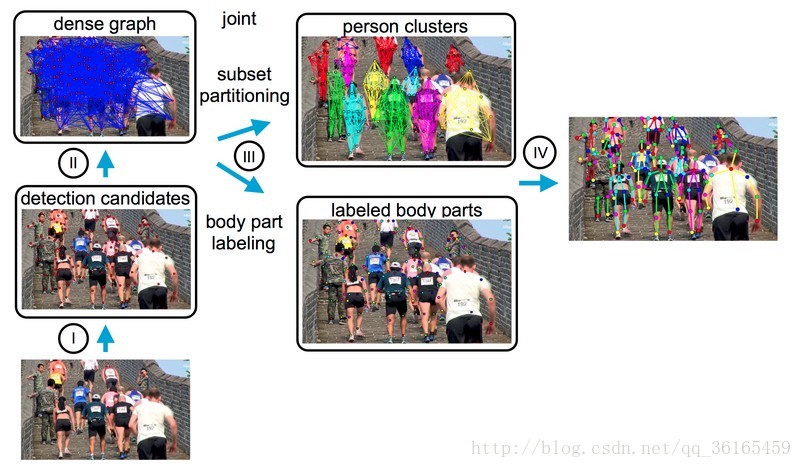 dense graph
joint
person clusters
subset
partitioning
II
III
IV
detection candidates
body part
labeling
labeled body parts
I
http://blog.csdn.net/qq_36165459